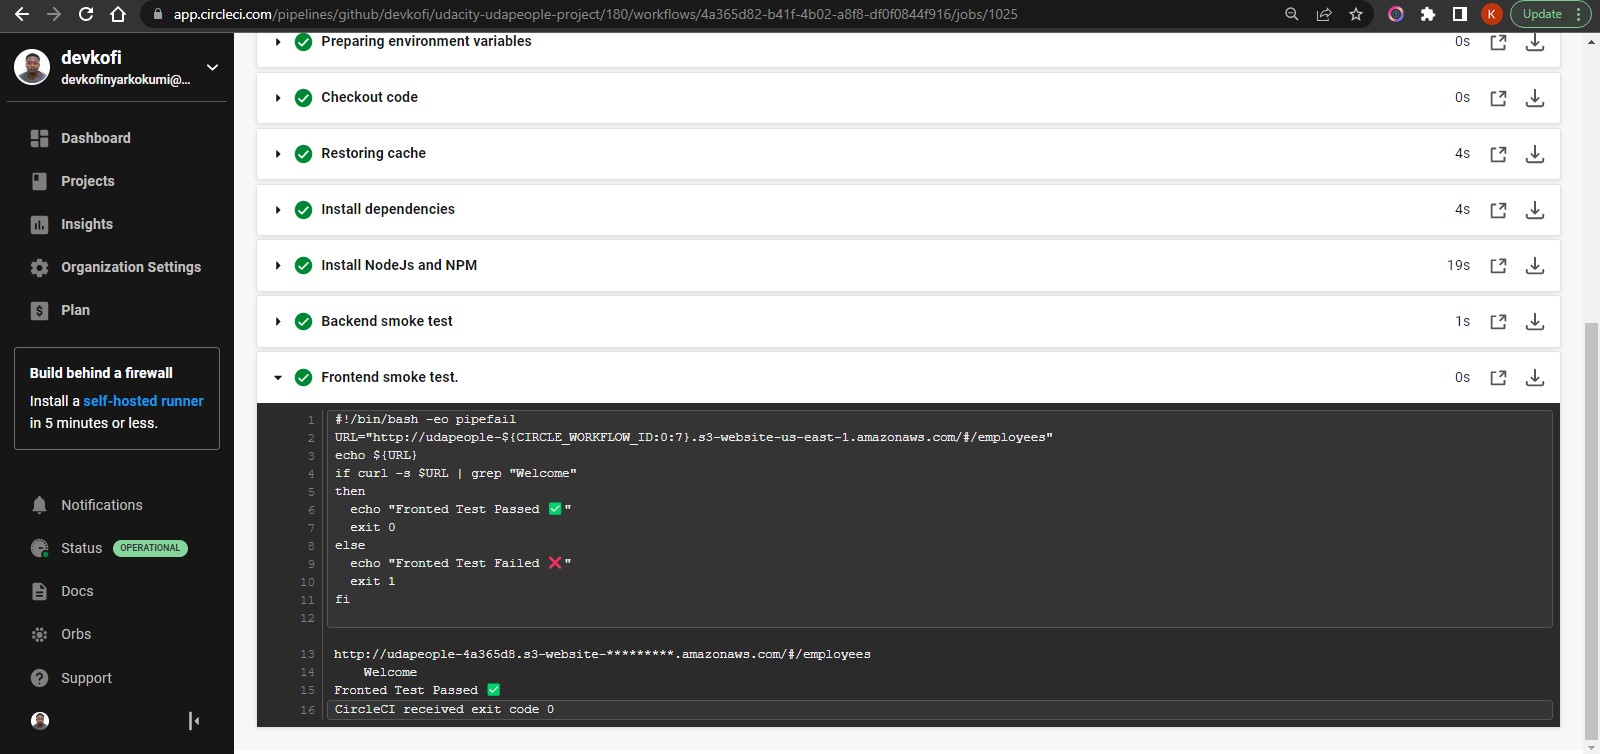 app.circleci.com/pipelines/github/devkofi/udacity-udapeople-project/180/workflows/4a365d82-b41f-4b02-a8f8-df0f0844f916/jobs/1025
K
Update
devkofi
devkofinyarkokumi@...
Dashboard
Projects
Insights
Organization Settings
Plan
Build behind a firewall
Install a self-hosted runner
in 5 minutes or less.
Notifications
Status OPERATIONAL
Docs
Orbs
Support
Preparing environment variables 0s
Checkout code 0s
Restoring cache 4s
Install dependencies 4s
Install NodeJs and NPM 19s
Backend smoke test 1s
Frontend smoke test. 0s
1 #!/bin/bash -eo pipefail
2 URL="http://udapeople-${CIRCLE_WORKFLOW_ID:0:7}.s3-website-us-east-1.amazonaws.com/#/employees"
3 echo ${URL}
4 if curl -s $URL | grep "Welcome"
5 then
6 echo "Fronted Test Passed ✅"
7 exit 0
8 else
9 echo "Fronted Test Failed ❌"
10 exit 1
11 fi
12
13 http://udapeople-4a365d8.s3-website-*********.amazonaws.com/#/employees
14 Welcome
15 Fronted Test Passed ✅
16 CircleCI received exit code 0